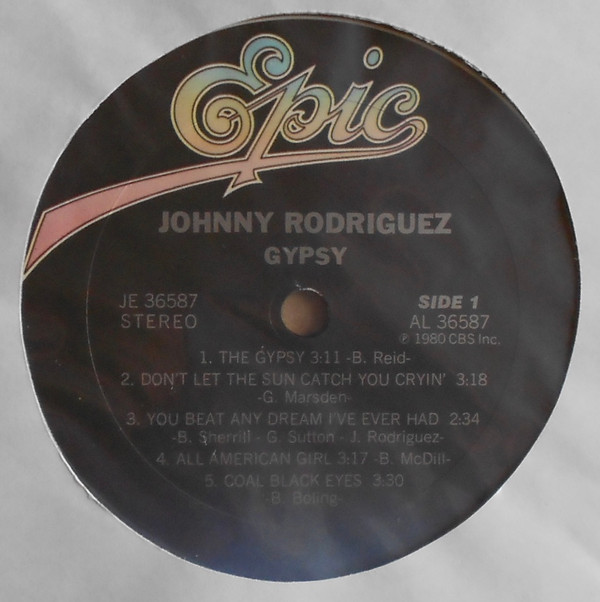 Epic
JOHNNY RODRIGUEZ
GYPSY
JE 36587
STEREO
SIDE 1
AL 36587
℗ 1980 CBS Inc.
1. THE GYPSY 3:11 -B. Reid-
2. DON'T LET THE SUN CATCH YOU CRYIN' 3:18
-G. Marsden-
3. YOU BEAT ANY DREAM I'VE EVER HAD 2:34
-B. Sherrill - G. Sutton - J. Rodriguez-
4. ALL AMERICAN GIRL 3:17 -B. McDill-
5. COAL BLACK EYES 3:30
-B. Boling-